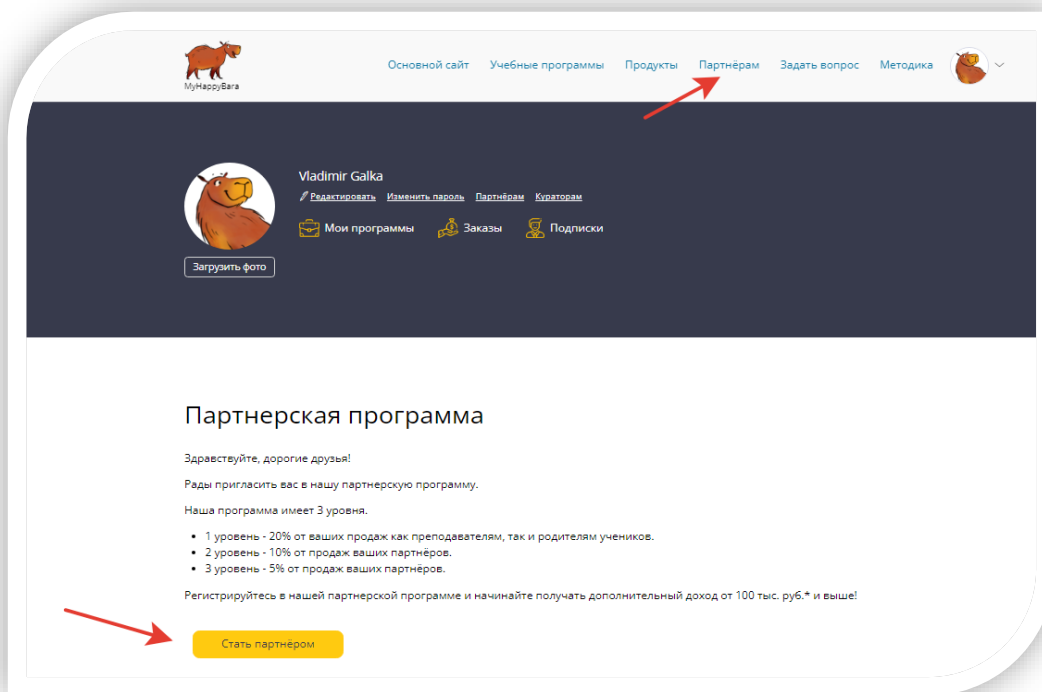 MyHappyBara
Основной сайт Учебные программы Продукты Партнёрам Задать вопрос Методика
Vladimir Galka
Редактировать Изменить пароль Партнёрам Кураторам
Мои программы Заказы Подписки
Загрузить фото
Партнерская программа
Здравствуйте, дорогие друзья!
Рады пригласить вас в нашу партнерскую программу.
Наша программа имеет 3 уровня.
• 1 уровень - 20% от ваших продаж как преподавателям, так и родителям учеников.
• 2 уровень - 10% от продаж ваших партнёров.
• 3 уровень - 5% от продаж ваших партнёров.
Регистрируйтесь в нашей партнерской программе и начинайте получать дополнительный доход от 100 тыс. руб.* и выше!
Стать партнёром